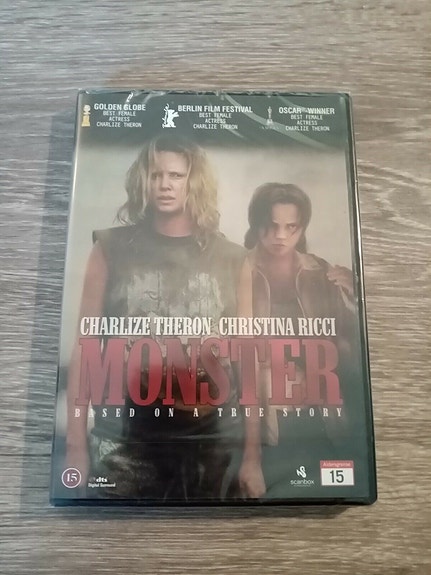 GOLDEN GLOBE
BEST FEMALE
ACTRESS
CHARLIZE THERON
BERLIN FILM FESTIVAL
BEST FEMALE
ACTRESS
CHARLIZE THERON
OSCAR® WINNER
BEST FEMALE
ACTRESS
CHARLIZE THERON
CHARLIZE THERON CHRISTINA RICCI
MONSTER
BASED ON A TRUE STORY
15
dts
Digital Surround
scanbox
Aldersgrense
15